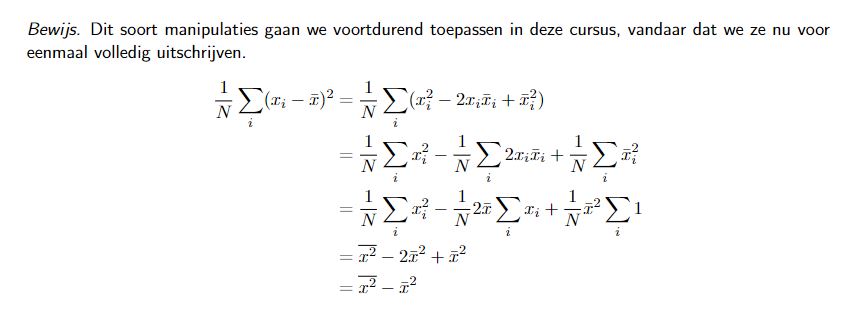 Bewijs. Dit soort manipulaties gaan we voortdurend toepassen in deze cursus, vandaar dat we ze nu voor
eenmaal volledig uitschrijven.
$\frac{1}{N}\sum_i (x_i - \bar{x})^2 = \frac{1}{N}\sum_i (x_i^2 - 2x_i\bar{x}_i + \bar{x}_i^2)$
$= \frac{1}{N}\sum_i x_i^2 - \frac{1}{N}\sum_i 2x_i\bar{x}_i + \frac{1}{N}\sum_i \bar{x}_i^2$
$= \frac{1}{N}\sum_i x_i^2 - \frac{1}{N}2\bar{x}\sum_i x_i + \frac{1}{N}\bar{x}^2\sum_i 1$
$= \overline{x^2} - 2\bar{x}^2 + \bar{x}^2$
$= \overline{x^2} - \bar{x}^2$